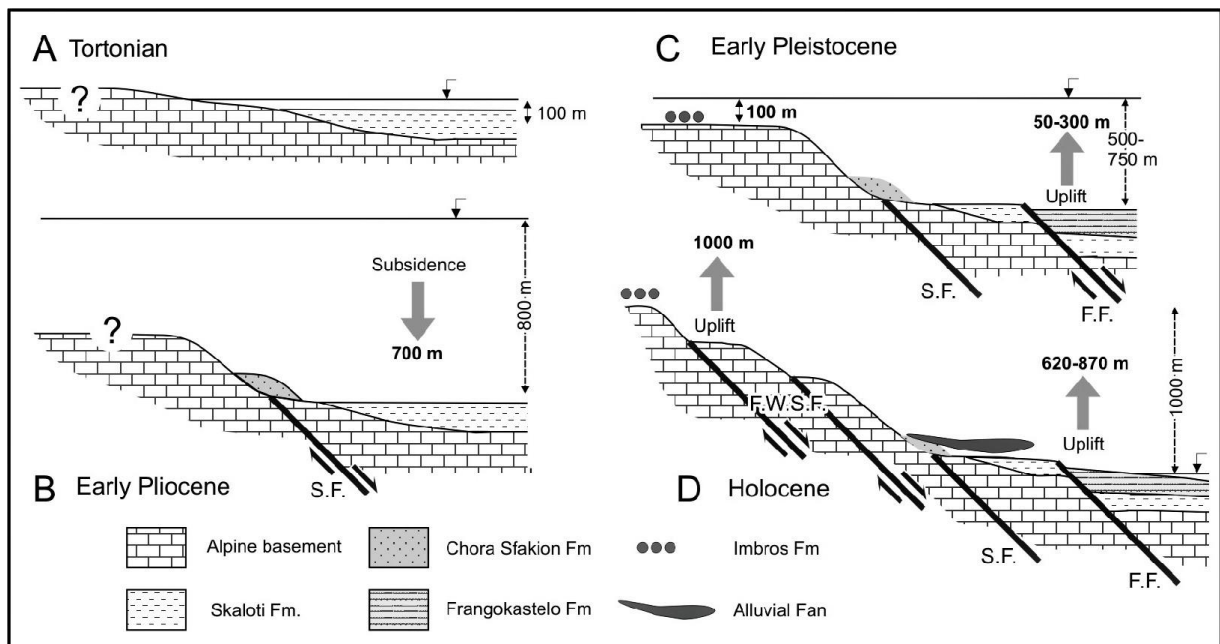 A Tortonian
?
100 m
Subsidence
700 m
800 m
?
S.F.
B Early Pliocene
C Early Pleistocene
100 m
50-300 m
500-
750 m
Uplift
S.F.
F.F.
1000 m
Uplift
620-870 m
Uplift
1000 m
F.W.S.F.
S.F.
F.F.
D Holocene
Alpine basement
Chora Sfakion Fm
Imbros Fm
Skaloti Fm.
Frangokastelo Fm
Alluvial Fan